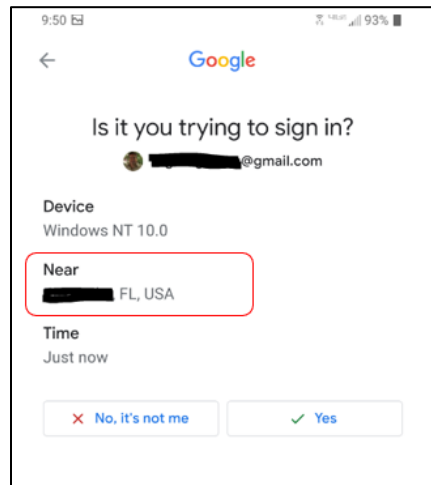 9:50 93%
Google
Is it you trying to sign in?
@gmail.com
Device
Windows NT 10.0
Near
FL, USA
Time
Just now
No, it's not me
Yes